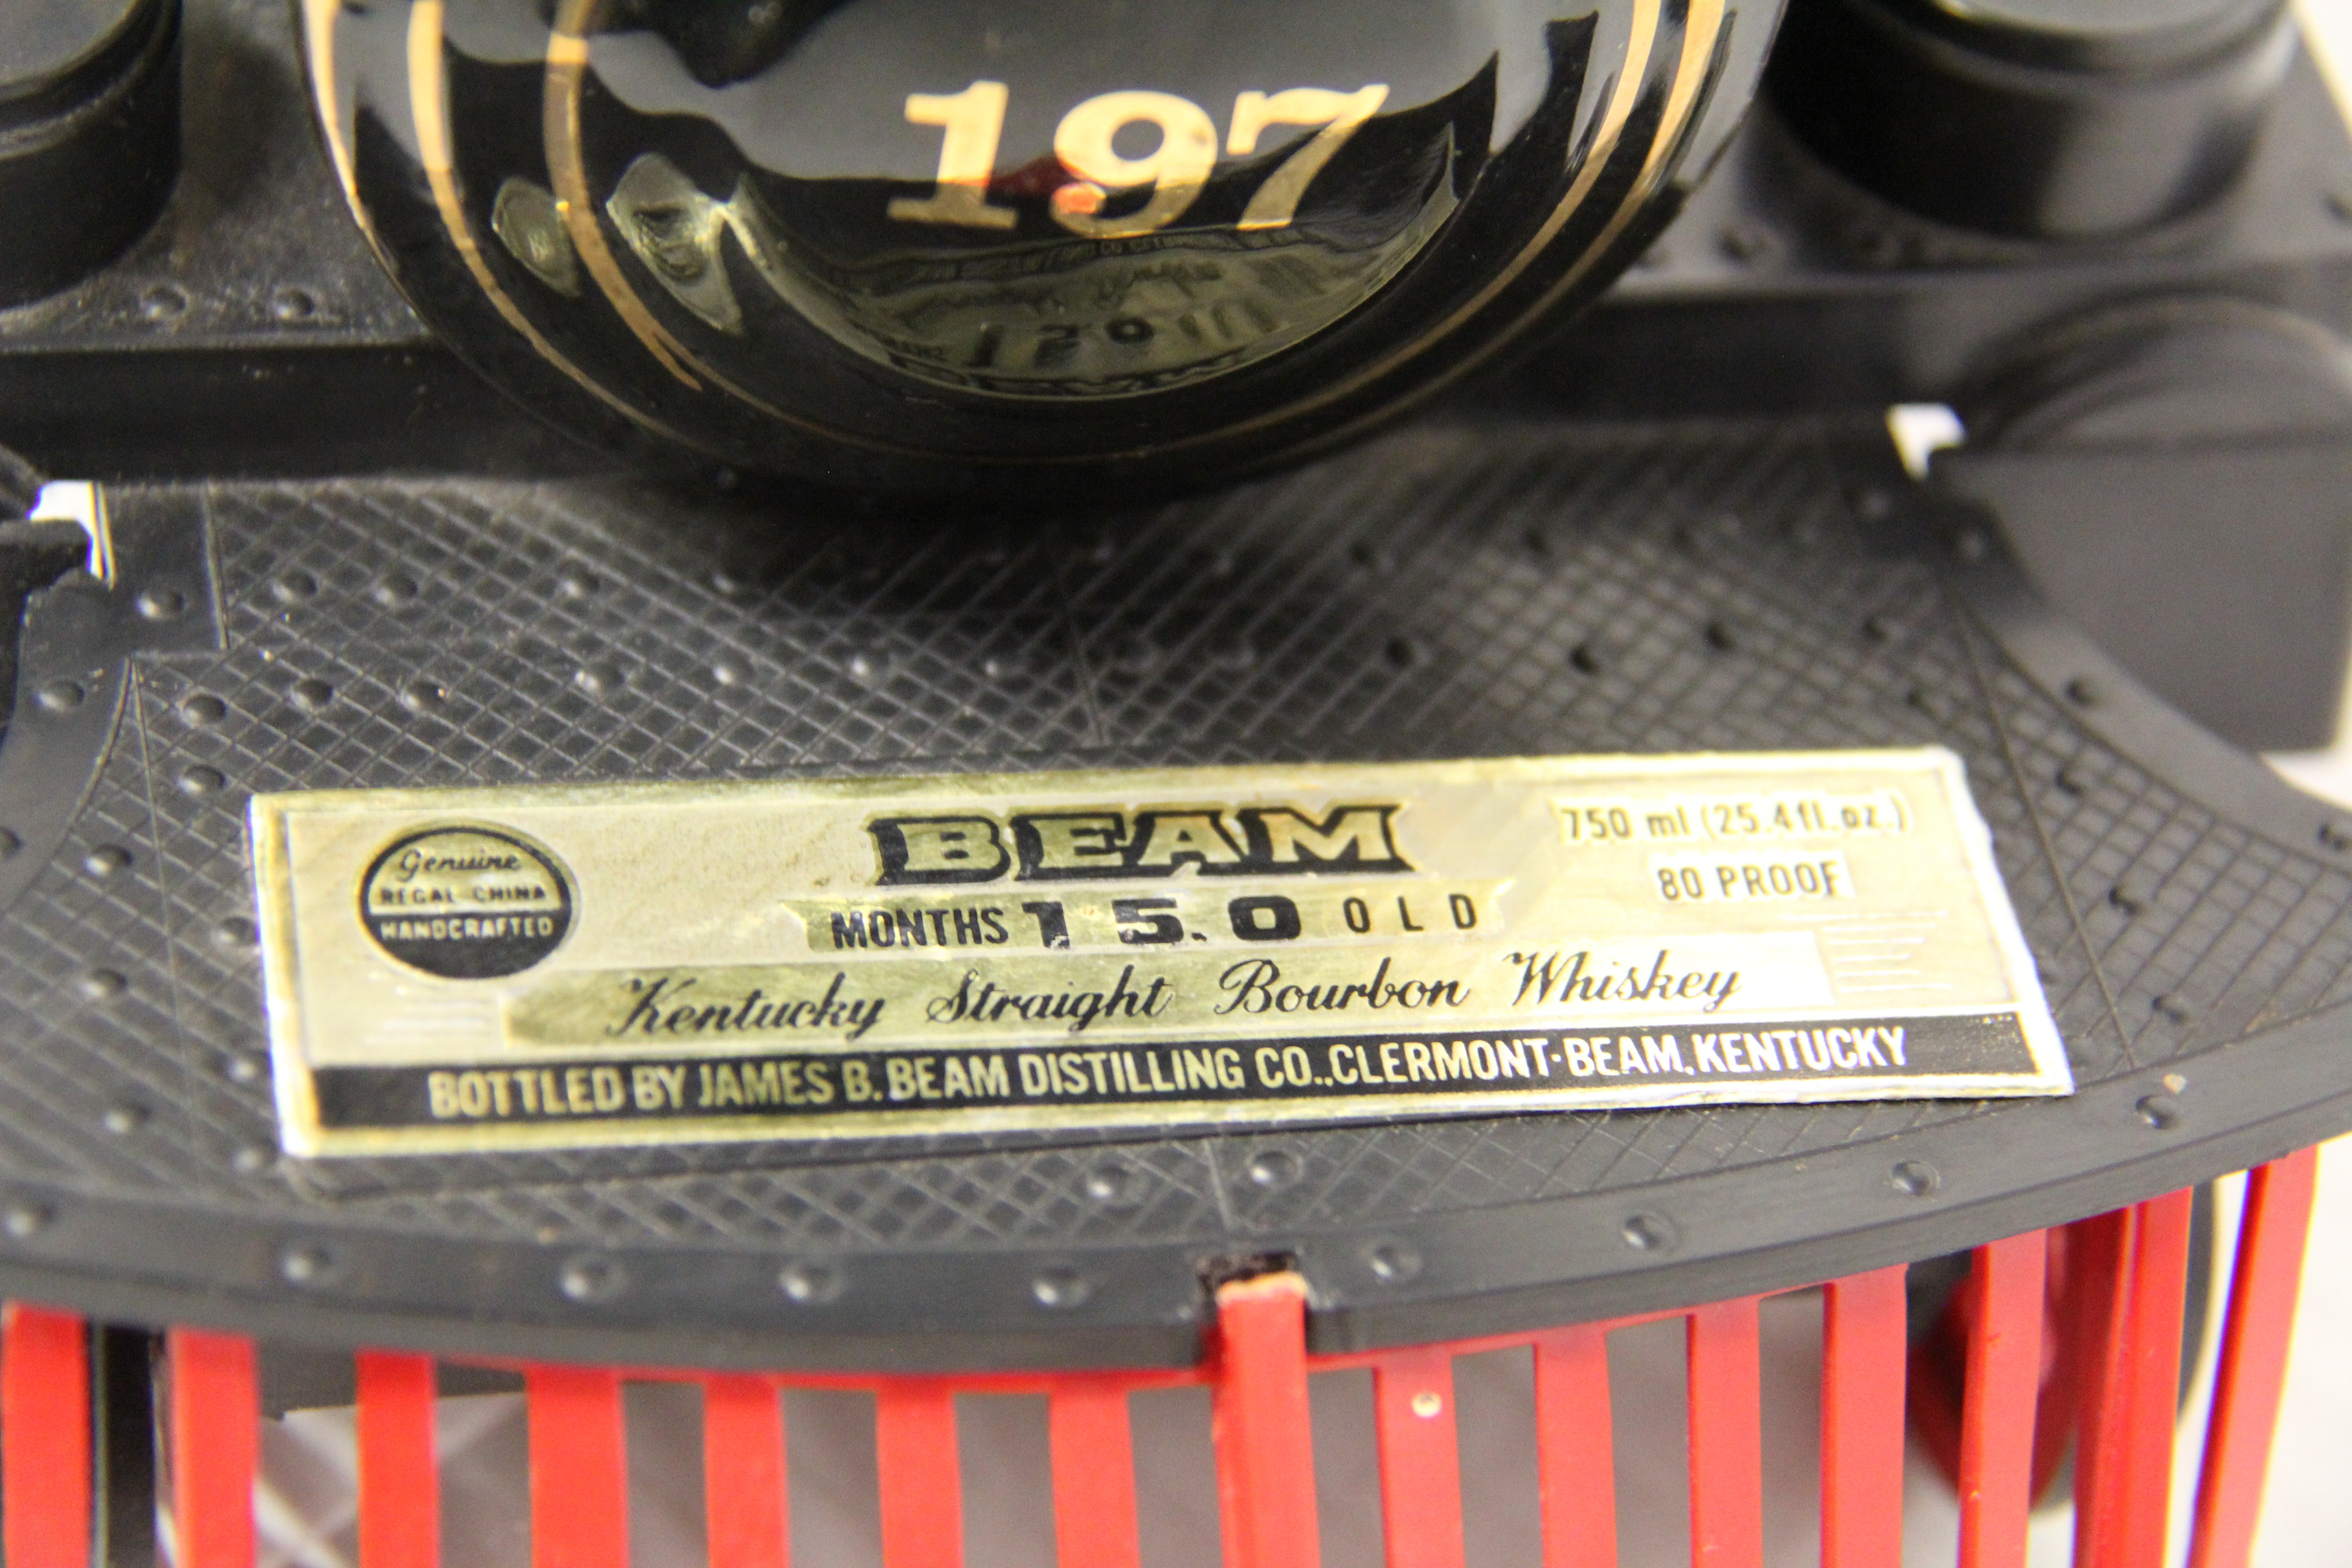 197
Genuine
REGAL CHINA
HANDCRAFTED
BEAM
MONTHS 15.0 OLD
Kentucky Straight Bourbon Whiskey
750 ml (25.4 fl. oz.)
80 PROOF
BOTTLED BY JAMES B. BEAM DISTILLING CO., CLERMONT·BEAM, KENTUCKY